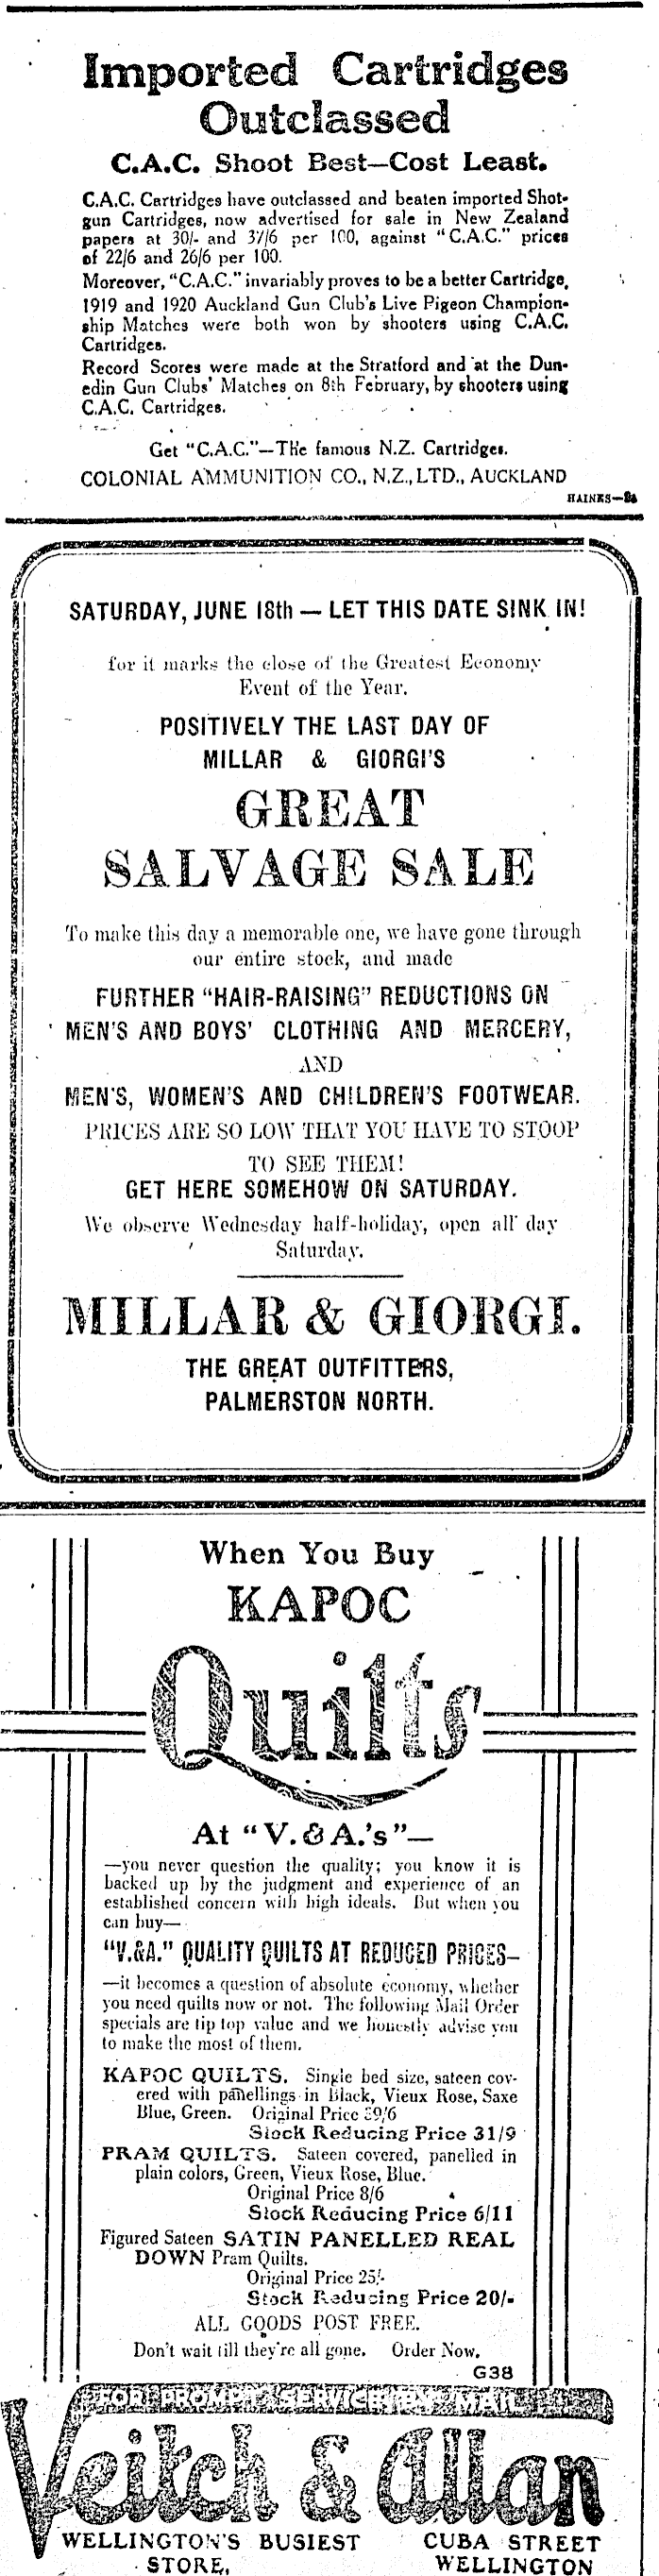 Imported Cartridges
Outclassed
C.A.C. Shoot Best—Cost Least.
C.A.C. Cartridges have outclassed and beaten imported Shot-
gun Cartridges, now advertised for sale in New Zealand
papers at 30/- and 37/6 per 100, against "C.A.C." prices
of 22/6 and 26/6 per 100.
Moreover, "C.A.C." invariably proves to be a better Cartridge,
1919 and 1920 Auckland Gun Club's Live Pigeon Champion-
ship Matches were both won by shooters using C.A.C.
Cartridges.
Record Scores were made at the Stratford and at the Dun-
edin Gun Clubs' Matches on 8th February, by shooters using
C.A.C. Cartridges.
Get "C.A.C."—The famous N.Z. Cartridges.
COLONIAL AMMUNITION CO., N.Z., LTD., AUCKLAND
HAINES—
SATURDAY, JUNE 18th — LET THIS DATE SINK IN!
for it marks the close of the Greatest Economy
Event of the Year.
POSITIVELY THE LAST DAY OF
MILLAR & GIORGI'S
GREAT
SALVAGE SALE
To make this day a memorable one, we have gone through
our entire stock, and made
FURTHER "HAIR-RAISING" REDUCTIONS ON
MEN'S AND BOYS' CLOTHING AND MERCERY,
AND
MEN'S, WOMEN'S AND CHILDREN'S FOOTWEAR.
PRICES ARE SO LOW THAT YOU HAVE TO STOOP
TO SEE THEM!
GET HERE SOMEHOW ON SATURDAY.
We observe Wednesday half-holiday, open all day
Saturday.
MILLAR & GIORGI.
THE GREAT OUTFITTERS,
PALMERSTON NORTH.
When You Buy
KAPOC
Quilts
At "V. & A.'s"—
—you never question the quality; you know it is
backed up by the judgment and experience of an
established concern with high ideals. But when you
can buy—
"V.&A." QUALITY QUILTS AT REDUCED PRICES—
—it becomes a question of absolute economy, whether
you need quilts now or not. The following Mail Order
specials are tip top value and we honestly advise you
to make the most of them.
KAPOC QUILTS. Single bed size, sateen cov-
ered with panellings in Black, Vieux Rose, Saxe
Blue, Green. Original Price 39/6
Stock Reducing Price 31/9
PRAM QUILTS. Sateen covered, panelled in
plain colors, Green, Vieux Rose, Blue.
Original Price 8/6
Stock Reducing Price 6/11
Figured Sateen SATIN PANELLED REAL
DOWN Pram Quilts.
Original Price 25/-
Stock Reducing Price 20/-
ALL GOODS POST FREE.
Don't wait till they're all gone. Order Now.
G38
FOR PROMPT SERVICE BY MAIL
Veitch & Allan
WELLINGTON'S BUSIEST CUBA STREET
STORE, WELLINGTON